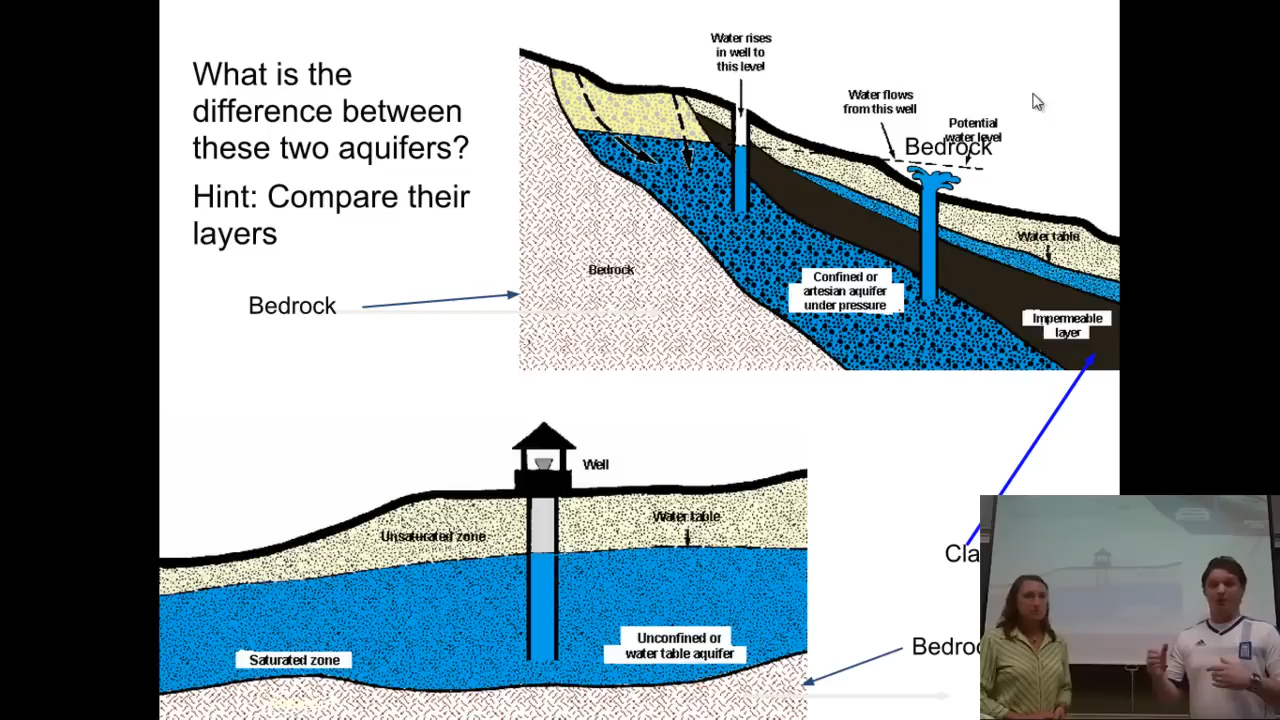 What is the
difference between
these two aquifers?
Hint: Compare their
layers
Bedrock
Water rises
in well to
this level
Water flows
from this well
Potential
water level
Bedrock
Water table
Bedrock
Confined or
artesian aquifer
under pressure
Impermeable
layer
Well
Unsaturated zone
Water table
Cla
Unconfined or
water table aquifer
Saturated zone
Bedroc